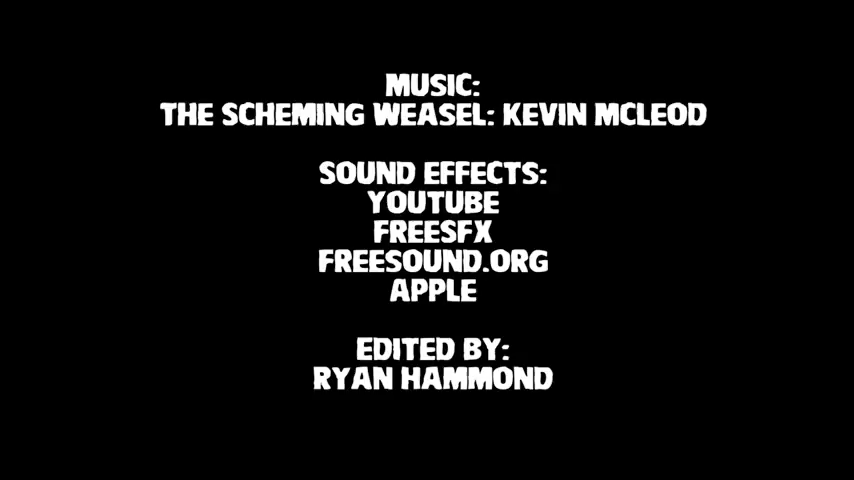 MUSIC:
THE SCHEMING WEASEL: KEVIN MCLEOD
SOUND EFFECTS:
YOUTUBE
FREESFX
FREESOUND.ORG
APPLE
EDITED BY:
RYAN HAMMOND